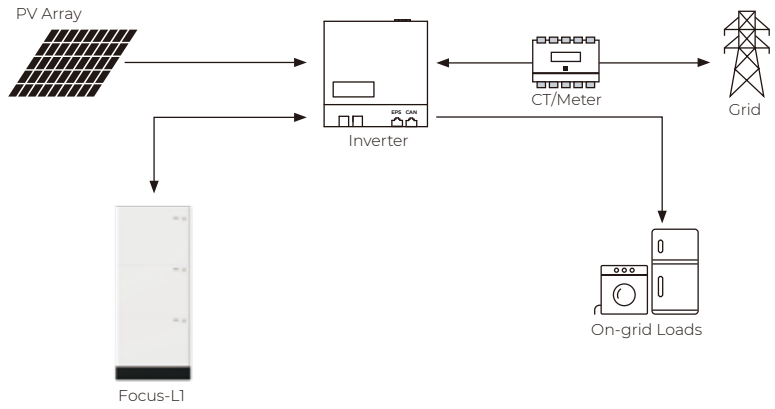 PV Array
EPS CAN
CT/Meter
Grid
Inverter
On-grid Loads
Focus-L1